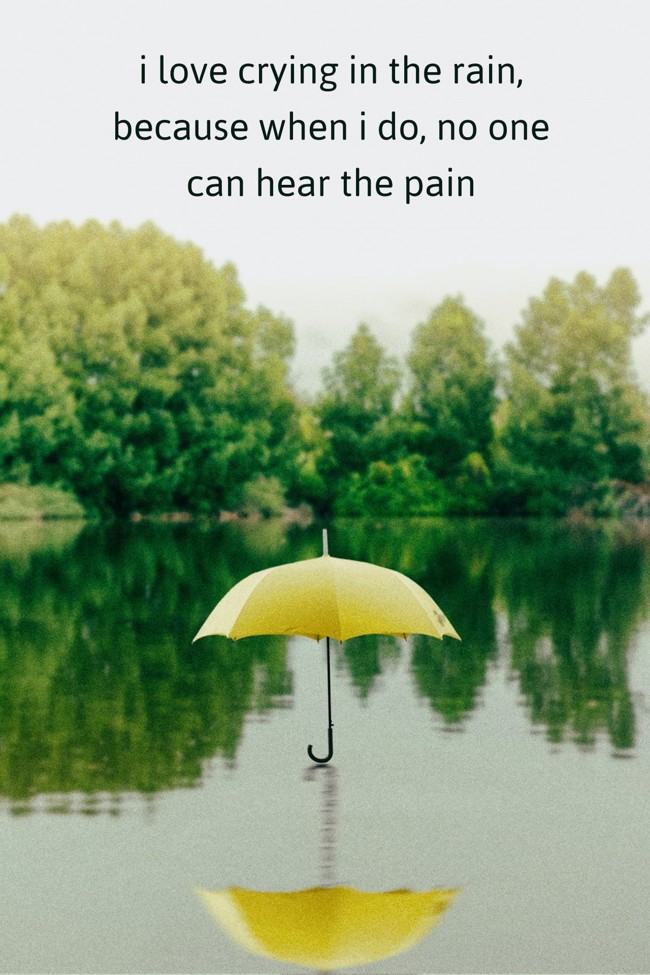 i love crying in the rain,
because when i do, no one
can hear the pain